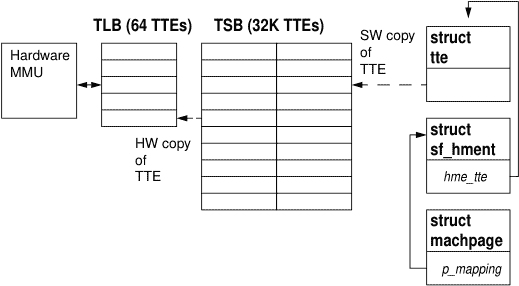 TLB (64 TTEs)
TSB (32K TTEs)
Hardware
MMU
HW copy
of
TTE
SW copy
of
TTE
struct
tte
struct
sf_hment
hme_tte
struct
machpage
p_mapping